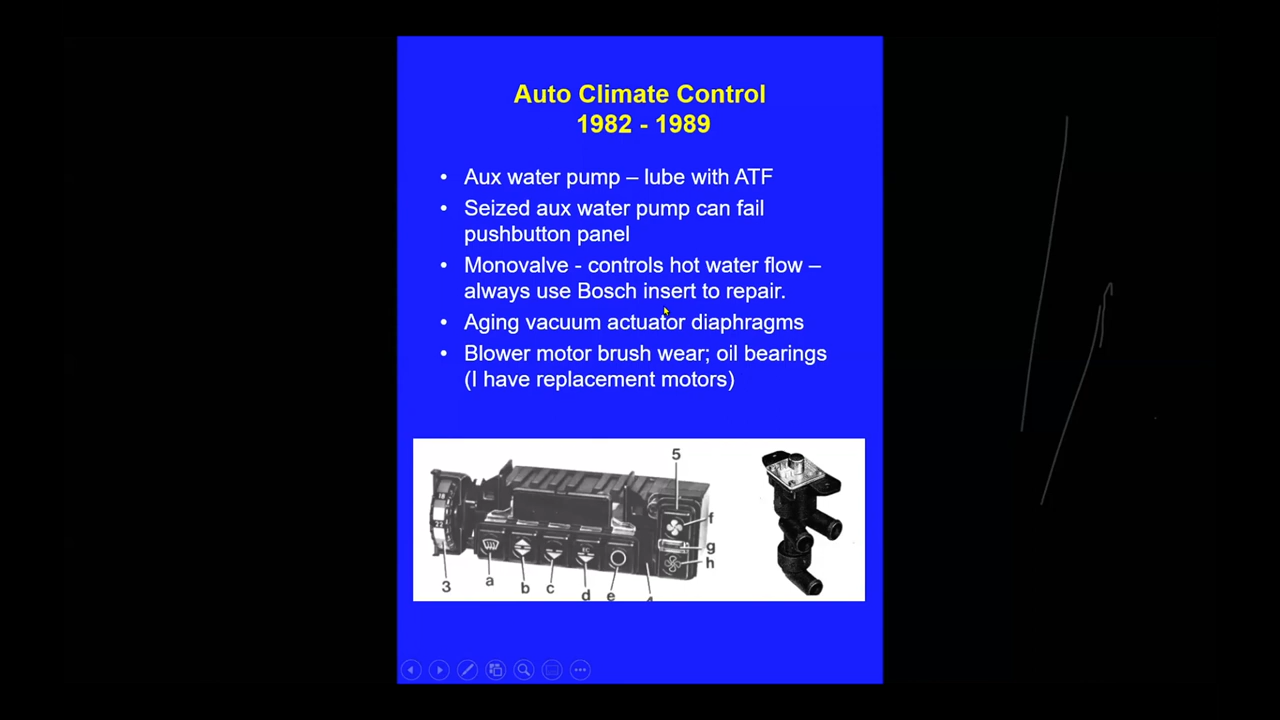 Auto Climate Control
1982 - 1989
• Aux water pump – lube with ATF
• Seized aux water pump can fail
pushbutton panel
• Monovalve - controls hot water flow –
always use Bosch insert to repair.
• Aging vacuum actuator diaphragms
• Blower motor brush wear; oil bearings
(I have replacement motors)
5
f
g
h
3
a
b
c
d
e